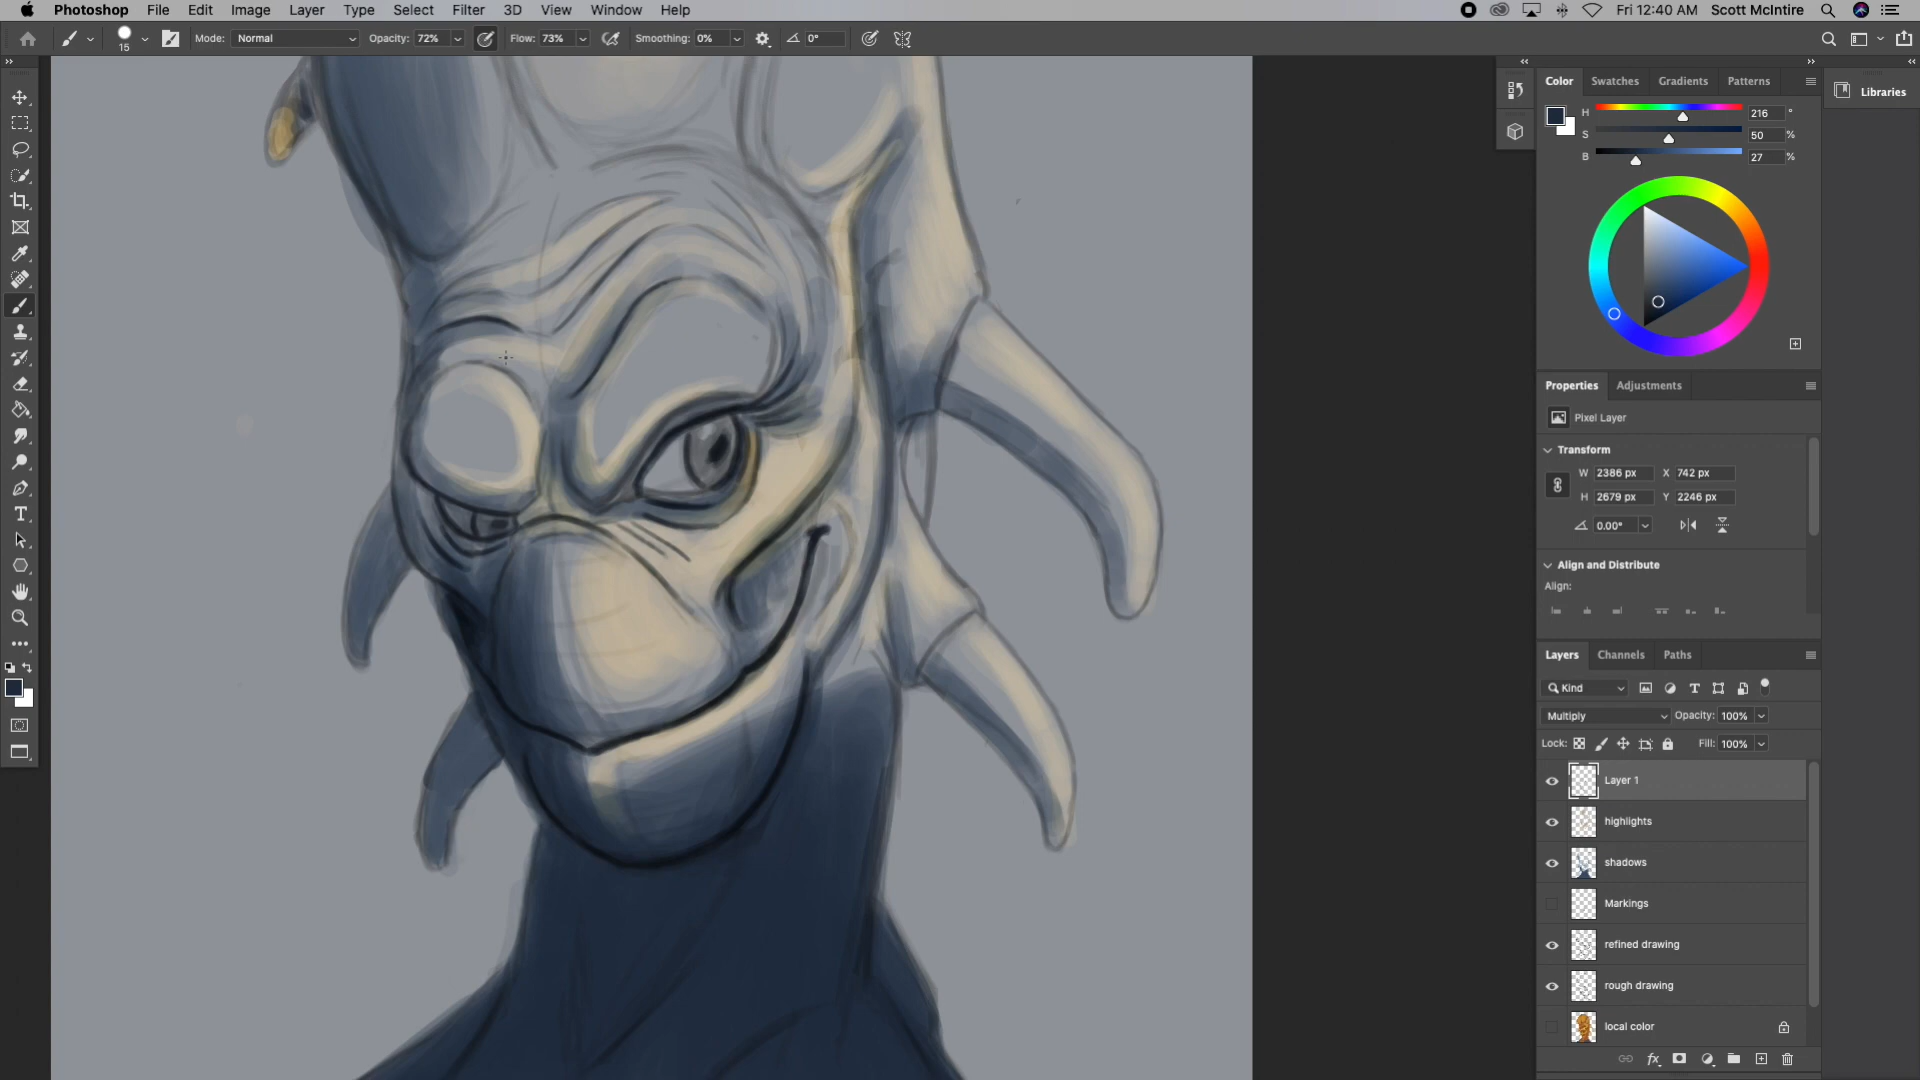 Photoshop File Edit Image Layer Type Select Filter 3D View Window Help Fri 12:40 AM Scott McIntire
15 Mode: Normal Opacity: 72% Flow: 73% Smoothing: 0% 0°
Color Swatches Gradients Patterns
Libraries
H 216 °
S 50 %
B 27 %
Properties Adjustments
Pixel Layer
Transform
W 2386 px X 742 px
H 2679 px Y 2246 px
0.00°
Align and Distribute
Align:
Layers Channels Paths
Kind
Multiply Opacity: 100%
Lock: Fill: 100%
Layer 1
highlights
shadows
Markings
refined drawing
rough drawing
local color
fx